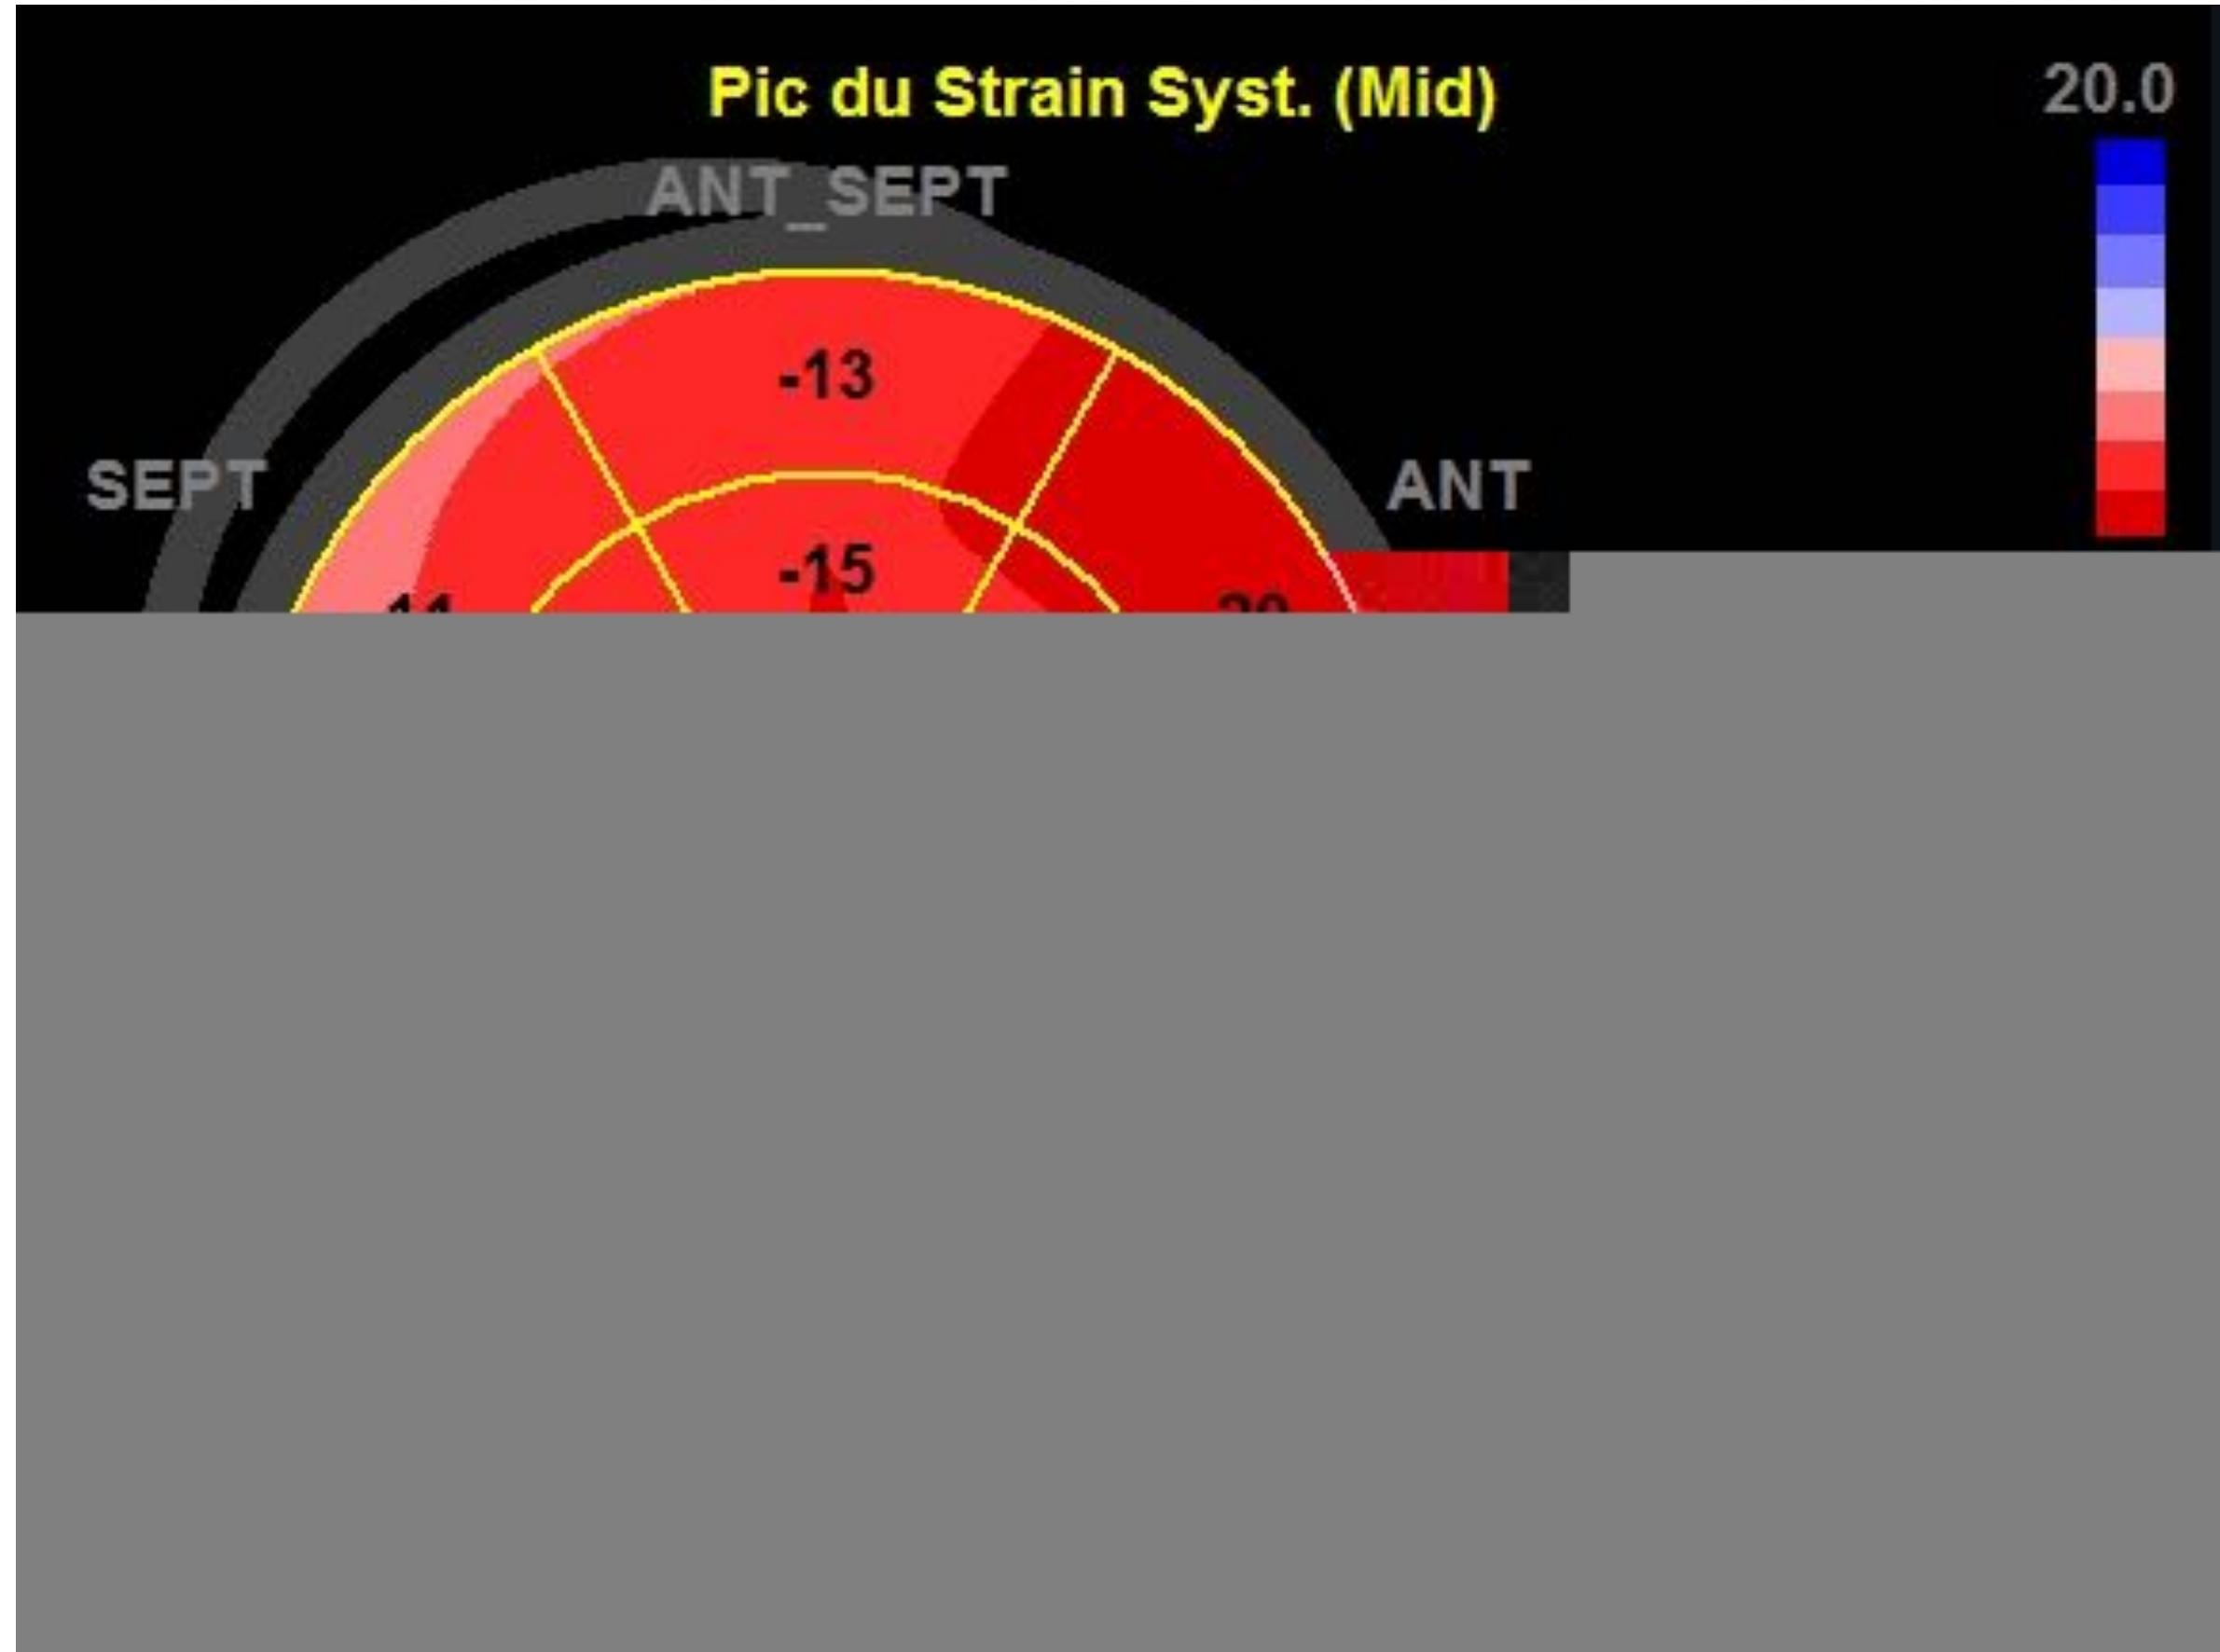 Pic du Strain Syst. (Mid)
20.0
ANT_SEPT
-13
SEPT
ANT
-15